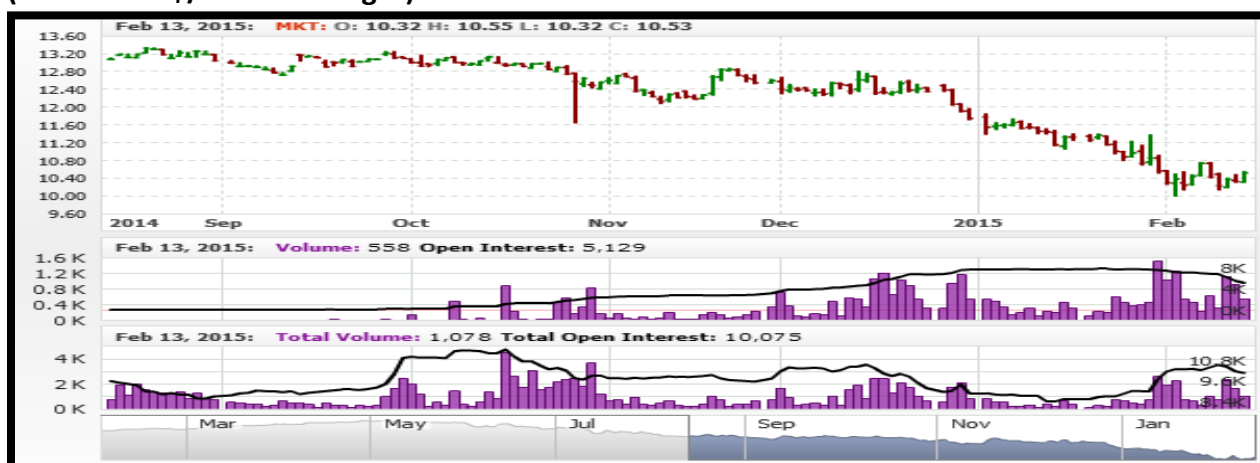 Feb 13, 2015: MKT: O: 10.32 H: 10.55 L: 10.32 C: 10.53
13.60
13.20
12.80
12.40
12.00
11.60
11.20
10.80
10.40
10.00
9.60
2014 Sep Oct Nov Dec 2015 Feb
Feb 13, 2015: Volume: 558 Open Interest: 5,129
1.6 K
1.2 K
0.8 K
0.4 K
0 K
8K
4K
0K
Feb 13, 2015: Total Volume: 1,078 Total Open Interest: 10,075
4 K
2 K
0 K
10.8K
9.6K
8.4K
Mar May Jul Sep Nov Jan